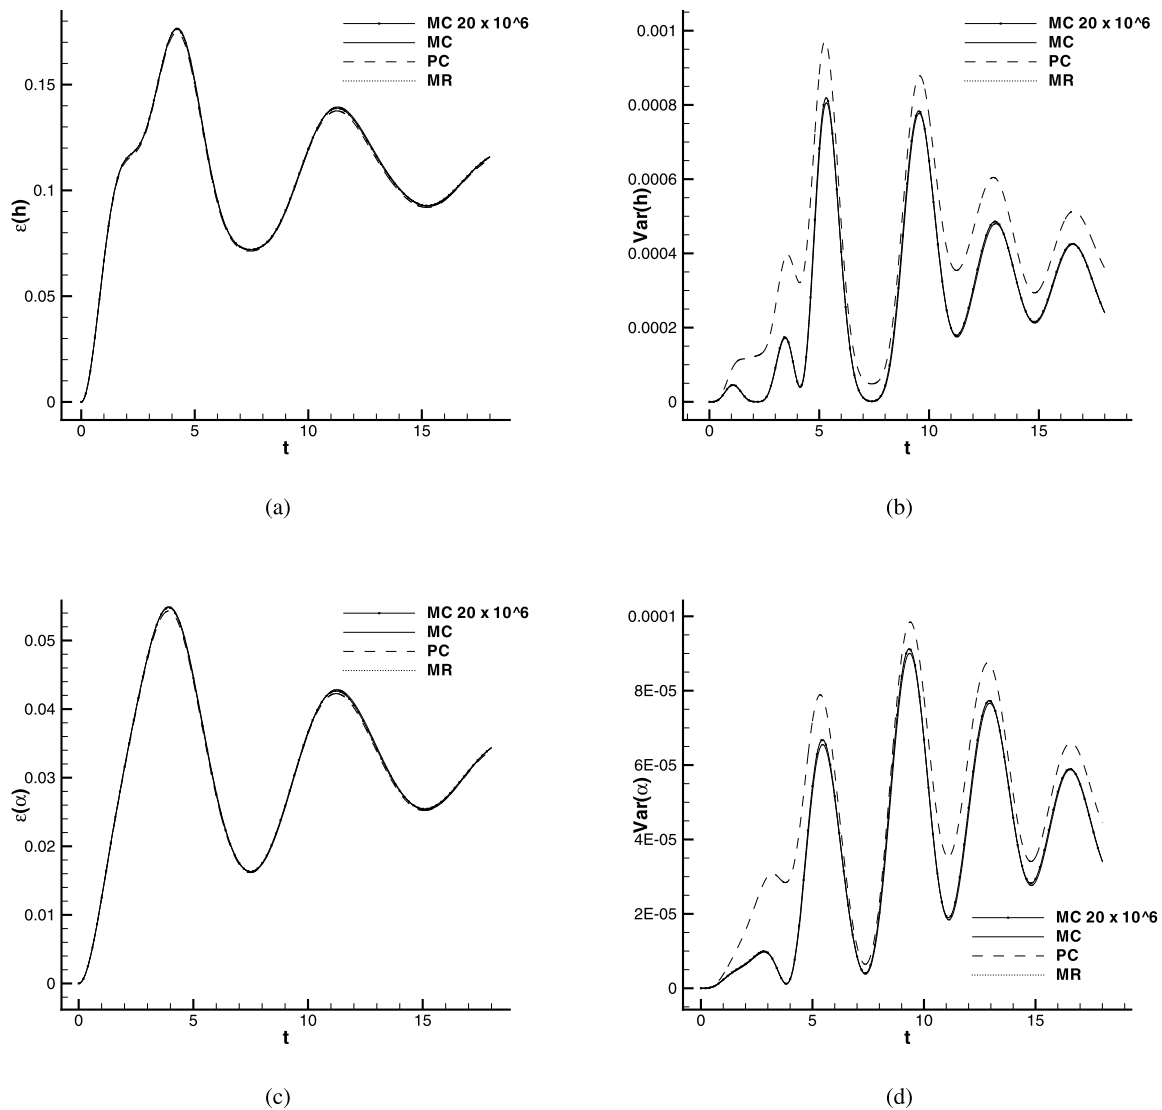 MC 20 x 10^6
MC
PC
MR
0.15
0.1
0.05
0
ε(h)
0 5 10 15
t
(a)
MC 20 x 10^6
MC
PC
MR
0.001
0.0008
0.0006
0.0004
0.0002
0
Var(h)
0 5 10 15
t
(b)
MC 20 x 10^6
MC
PC
MR
0.05
0.04
0.03
0.02
0.01
0
ε(α)
0 5 10 15
t
(c)
0.0001
8E-05
6E-05
4E-05
2E-05
0
Var(α)
MC 20 x 10^6
MC
PC
MR
0 5 10 15
t
(d)